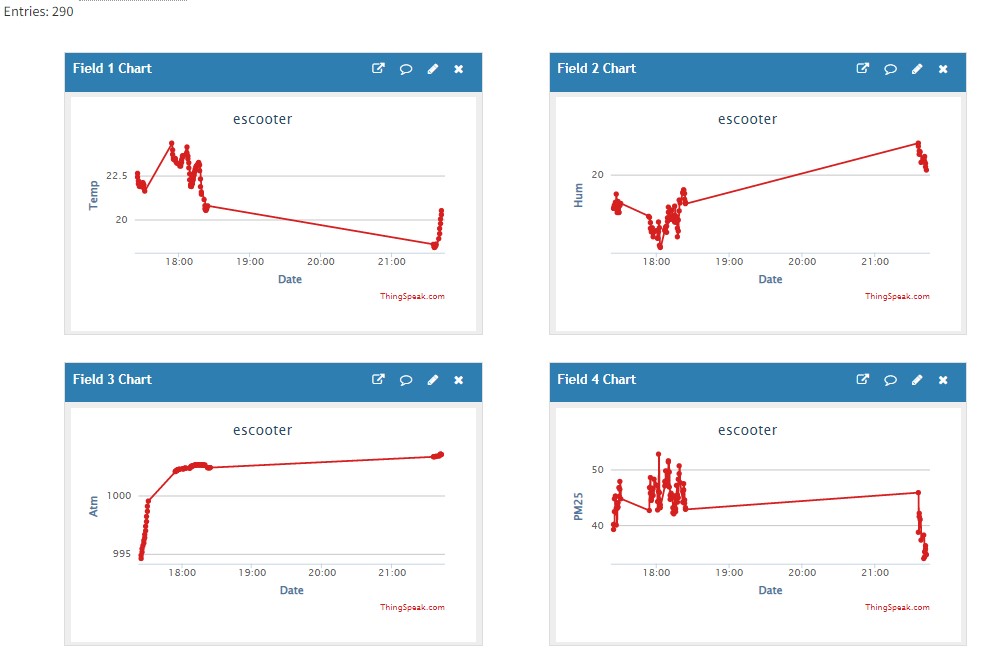 Entries: 290
Field 1 Chart
escooter
Temp
22.5
20
18:00 19:00 20:00 21:00
Date
ThingSpeak.com
Field 2 Chart
escooter
Hum
20
18:00 19:00 20:00 21:00
Date
ThingSpeak.com
Field 3 Chart
escooter
Atm
1000
995
18:00 19:00 20:00 21:00
Date
ThingSpeak.com
Field 4 Chart
escooter
PM25
50
40
18:00 19:00 20:00 21:00
Date
ThingSpeak.com